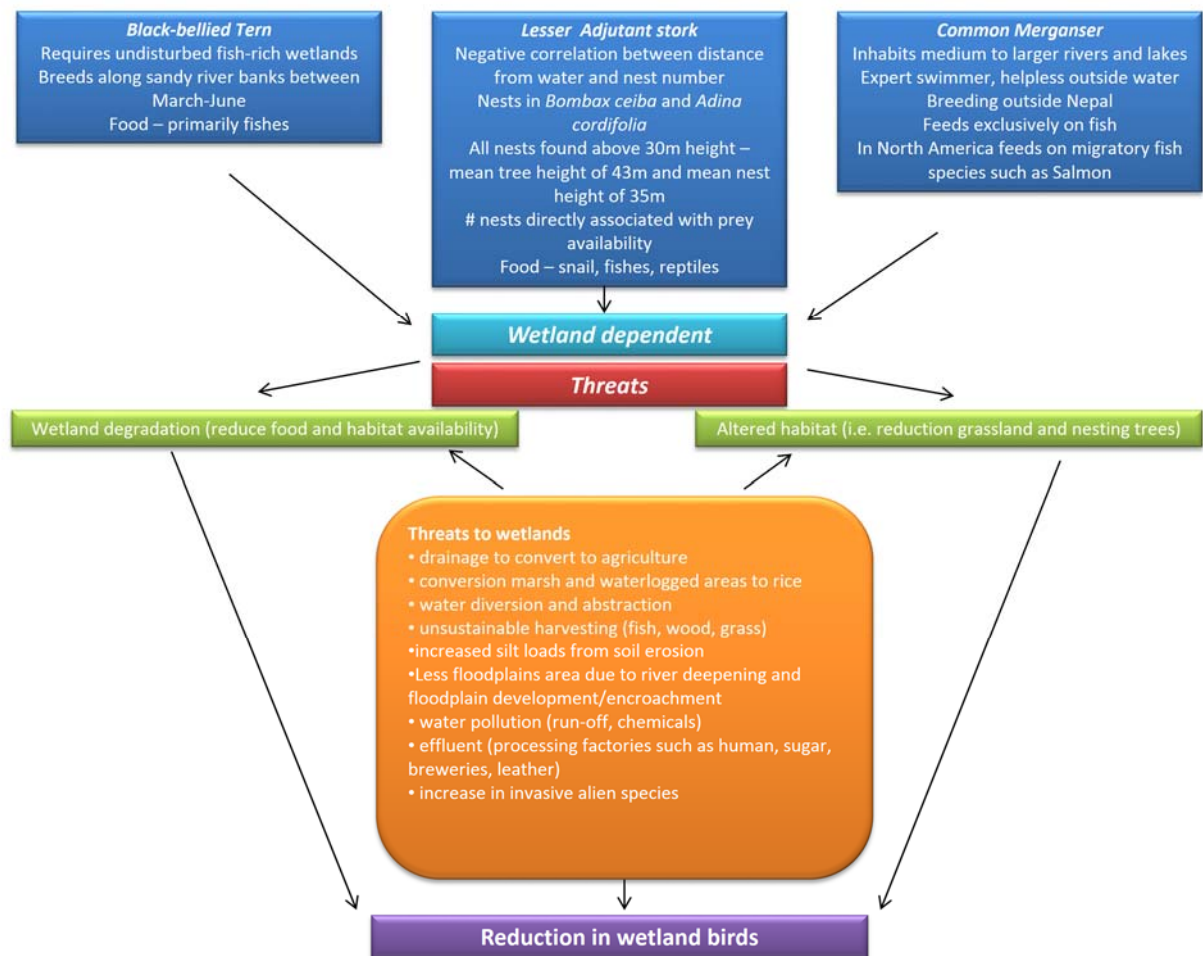 Black-bellied Tern
Requires undisturbed fish-rich wetlands
Breeds along sandy river banks between
March-June
Food – primarily fishes
Lesser Adjutant stork
Negative correlation between distance
from water and nest number
Nests in Bombax ceiba and Adina
cordifolia
All nests found above 30m height –
mean tree height of 43m and mean nest
height of 35m
# nests directly associated with prey
availability
Food – snail, fishes, reptiles
Common Merganser
Inhabits medium to larger rivers and lakes
Expert swimmer, helpless outside water
Breeding outside Nepal
Feeds exclusively on fish
In North America feeds on migratory fish
species such as Salmon
Wetland dependent
Threats
Wetland degradation (reduce food and habitat availability)
Altered habitat (i.e. reduction grassland and nesting trees)
Threats to wetlands
• drainage to convert to agriculture
• conversion marsh and waterlogged areas to rice
• water diversion and abstraction
• unsustainable harvesting (fish, wood, grass)
•increased silt loads from soil erosion
•Less floodplains area due to river deepening and
floodplain development/encroachment
• water pollution (run-off, chemicals)
• effluent (processing factories such as human, sugar,
breweries, leather)
• increase in invasive alien species
Reduction in wetland birds